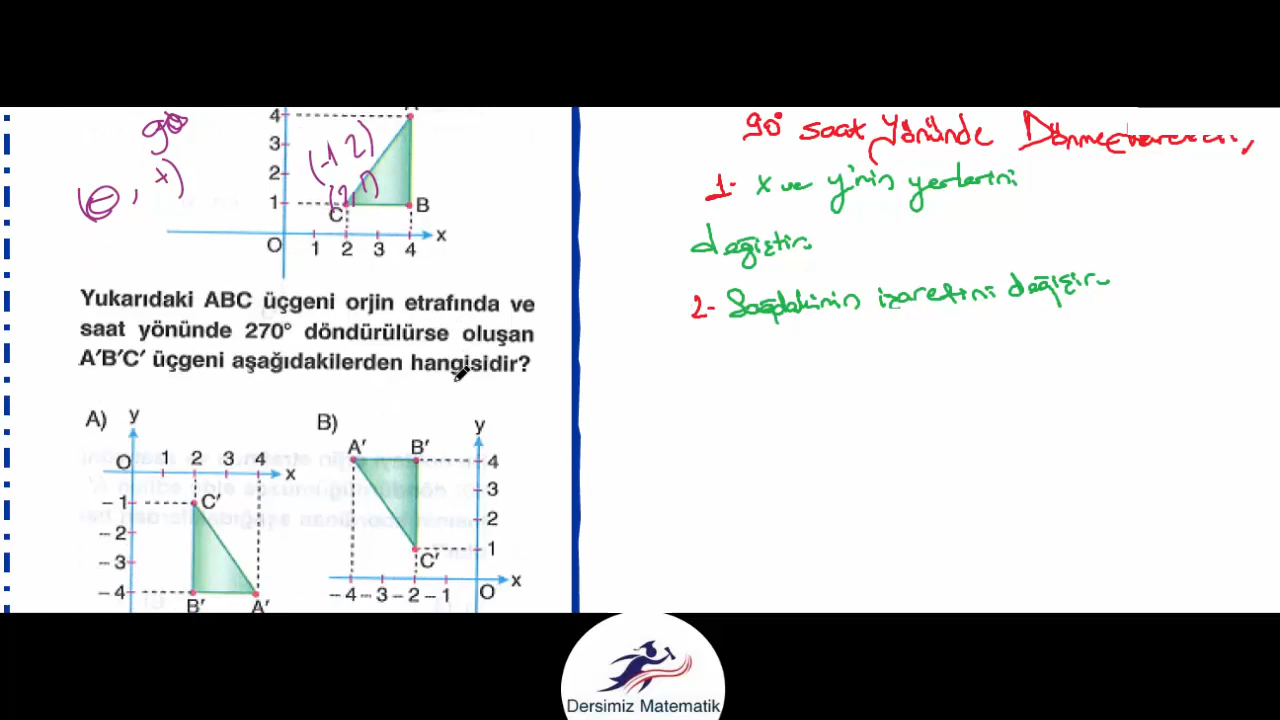 90° saat yönünde
4
3
2
1
(-1 2)
(2,1)
90
x)
C
B
O
1 2 3 4
x
1- x ve y'nin yerlerini
değiştir.
2- Sağdakinin işaretini değiştir.
Yukarıdaki ABC üçgeni orjin etrafında ve
saat yönünde 270° döndürülürse oluşan
A'B'C' üçgeni aşağıdakilerden hangisidir?
A)
y
O
1 2 3 4
x
-1
-2
-3
-4
C'
B'
A'
B)
y
A'
B'
4
3
2
1
C'
x
-4 -3 -2 -1
O
Dersimiz Matematik